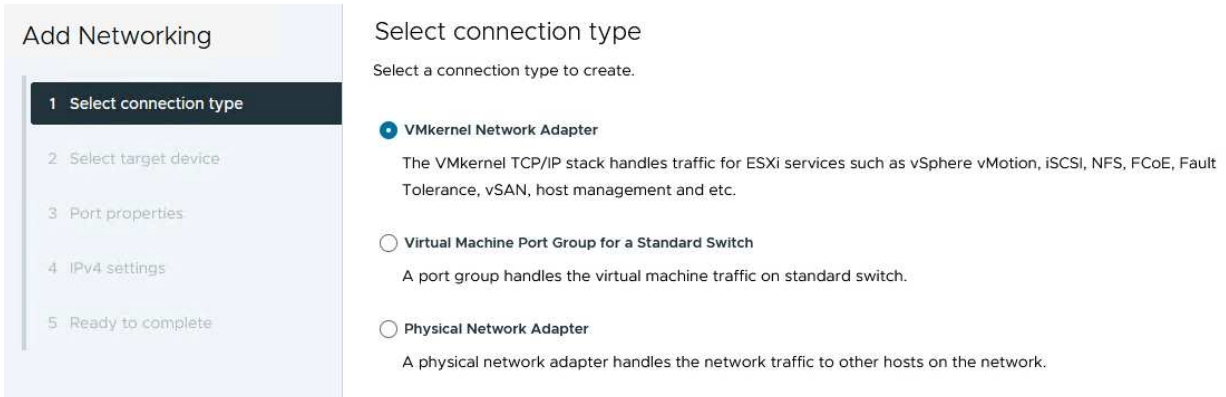 Add Networking
1 Select connection type
2 Select target device
3 Port properties
4 IPv4 settings
5 Ready to complete
Select connection type
Select a connection type to create.
VMkernel Network Adapter
The VMkernel TCP/IP stack handles traffic for ESXi services such as vSphere vMotion, iSCSI, NFS, FCoE, Fault
Tolerance, vSAN, host management and etc.
Virtual Machine Port Group for a Standard Switch
A port group handles the virtual machine traffic on standard switch.
Physical Network Adapter
A physical network adapter handles the network traffic to other hosts on the network.